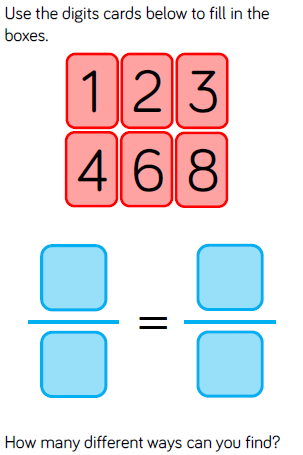 Use the digits cards below to fill in the
boxes.
1 2 3
4 6 8
=
How many different ways can you find?